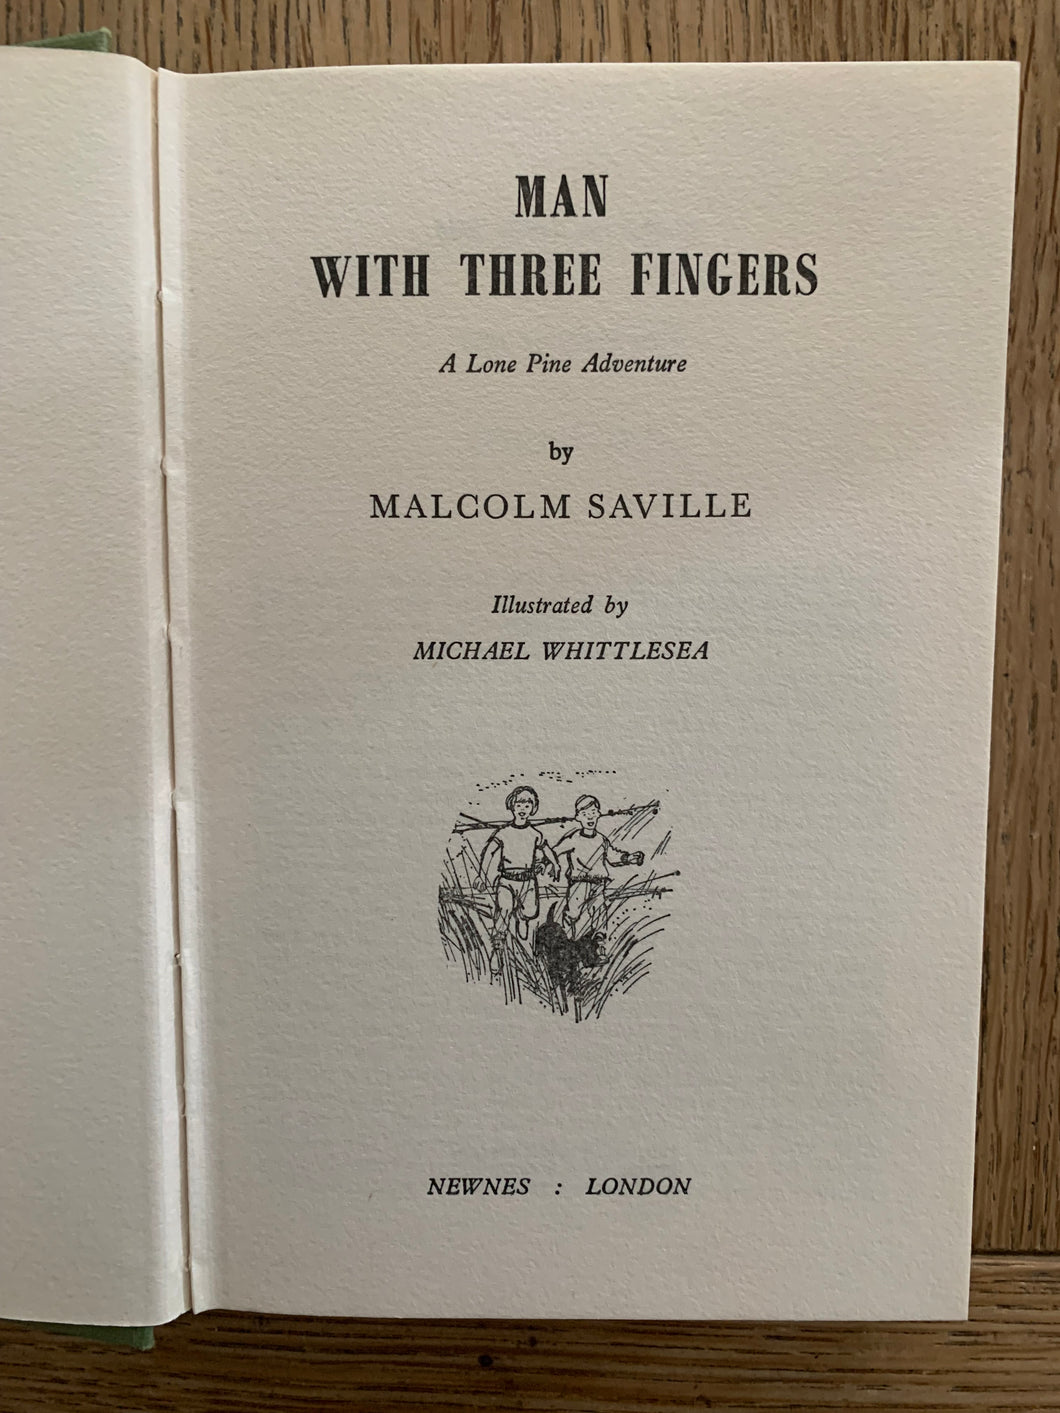 MAN
WITH THREE FINGERS
A Lone Pine Adventure
by
MALCOLM SAVILLE
Illustrated by
MICHAEL WHITTLESEA
NEWNES : LONDON